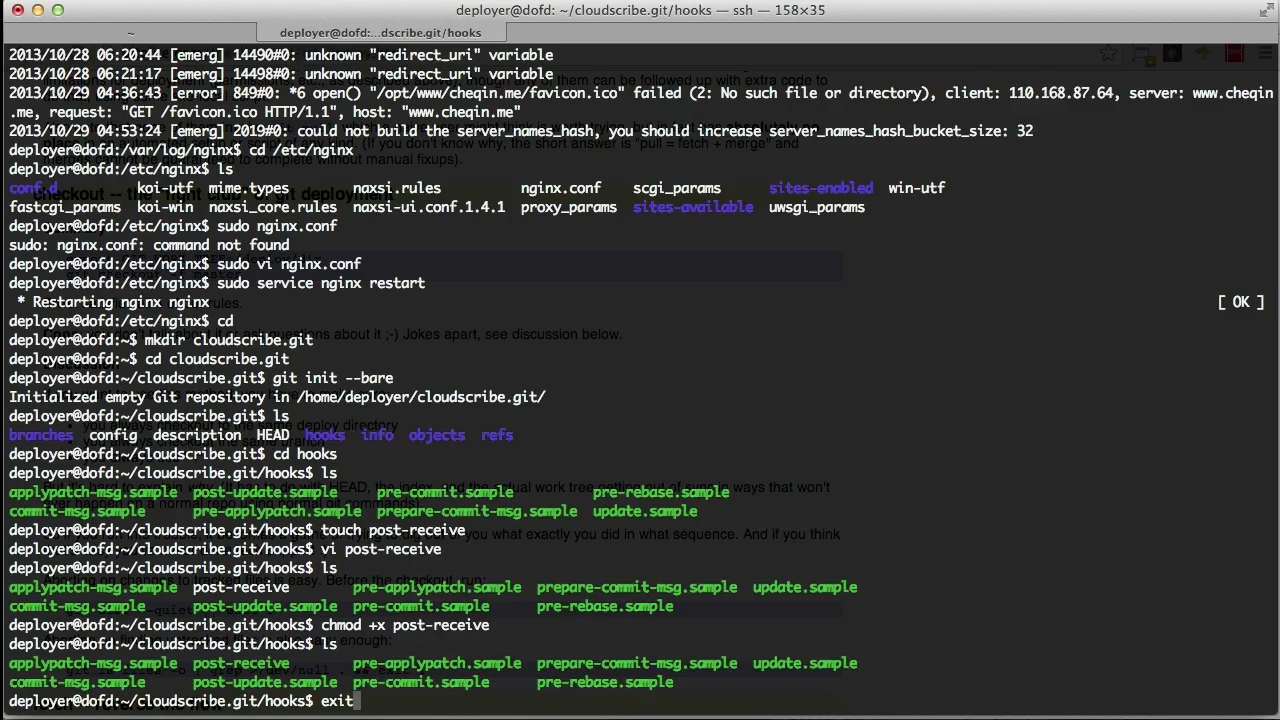 deployer@dofd: ~/cloudscribe.git/hooks — ssh — 158×35
~
deployer@dofd:...dscribe.git/hooks
2013/10/28 06:20:44 [emerg] 14490#0: unknown "redirect_uri" variable
2013/10/28 06:21:17 [emerg] 14498#0: unknown "redirect_uri" variable
2013/10/29 04:36:43 [error] 849#0: *6 open() "/opt/www/cheqin.me/favicon.ico" failed (2: No such file or directory), client: 110.168.87.64, server: www.cheqin
.me, request: "GET /favicon.ico HTTP/1.1", host: "www.cheqin.me"
2013/10/29 04:53:24 [emerg] 2019#0: could not build the server_names_hash, you should increase server_names_hash_bucket_size: 32
deployer@dofd:/var/log/nginx$ cd /etc/nginx
deployer@dofd:/etc/nginx$ ls
conf.d koi-utf mime.types naxsi.rules nginx.conf scgi_params sites-enabled win-utf
fastcgi_params koi-win naxsi_core.rules naxsi-ui.conf.1.4.1 proxy_params sites-available uwsgi_params
deployer@dofd:/etc/nginx$ sudo nginx.conf
sudo: nginx.conf: command not found
deployer@dofd:/etc/nginx$ sudo vi nginx.conf
deployer@dofd:/etc/nginx$ sudo service nginx restart
* Restarting nginx nginx [ OK ]
deployer@dofd:/etc/nginx$ cd
deployer@dofd:~$ mkdir cloudscribe.git
deployer@dofd:~$ cd cloudscribe.git
deployer@dofd:~/cloudscribe.git$ git init --bare
Initialized empty Git repository in /home/deployer/cloudscribe.git/
deployer@dofd:~/cloudscribe.git$ ls
branches config description HEAD hooks info objects refs
deployer@dofd:~/cloudscribe.git$ cd hooks
deployer@dofd:~/cloudscribe.git/hooks$ ls
applypatch-msg.sample post-update.sample pre-commit.sample pre-rebase.sample
commit-msg.sample pre-applypatch.sample prepare-commit-msg.sample update.sample
deployer@dofd:~/cloudscribe.git/hooks$ touch post-receive
deployer@dofd:~/cloudscribe.git/hooks$ vi post-receive
deployer@dofd:~/cloudscribe.git/hooks$ ls
applypatch-msg.sample post-receive pre-applypatch.sample prepare-commit-msg.sample update.sample
commit-msg.sample post-update.sample pre-commit.sample pre-rebase.sample
deployer@dofd:~/cloudscribe.git/hooks$ chmod +x post-receive
deployer@dofd:~/cloudscribe.git/hooks$ ls
applypatch-msg.sample post-receive pre-applypatch.sample prepare-commit-msg.sample update.sample
commit-msg.sample post-update.sample pre-commit.sample pre-rebase.sample
deployer@dofd:~/cloudscribe.git/hooks$ exit